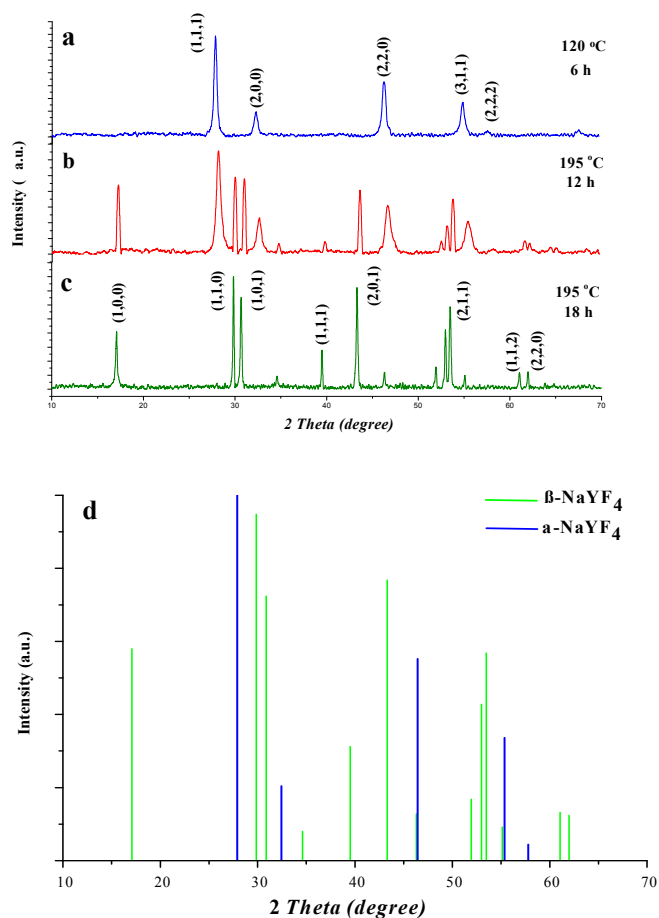 a
(1,1,1)
(2,0,0)
(2,2,0)
(3,1,1)
(2,2,2)
120 ºC
6 h
b
195 ºC
12 h
Intensity ( a.u.)
c
(1,0,0)
(1,1,0)
(1,0,1)
(1,1,1)
(2,0,1)
(2,1,1)
(1,1,2)
(2,2,0)
195 ºC
18 h
10 20 30 40 50 60 70
2 Theta (degree)
d
ß-NaYF4
a-NaYF4
Intensity (a.u.)
10 20 30 40 50 60 70
2 Theta (degree)